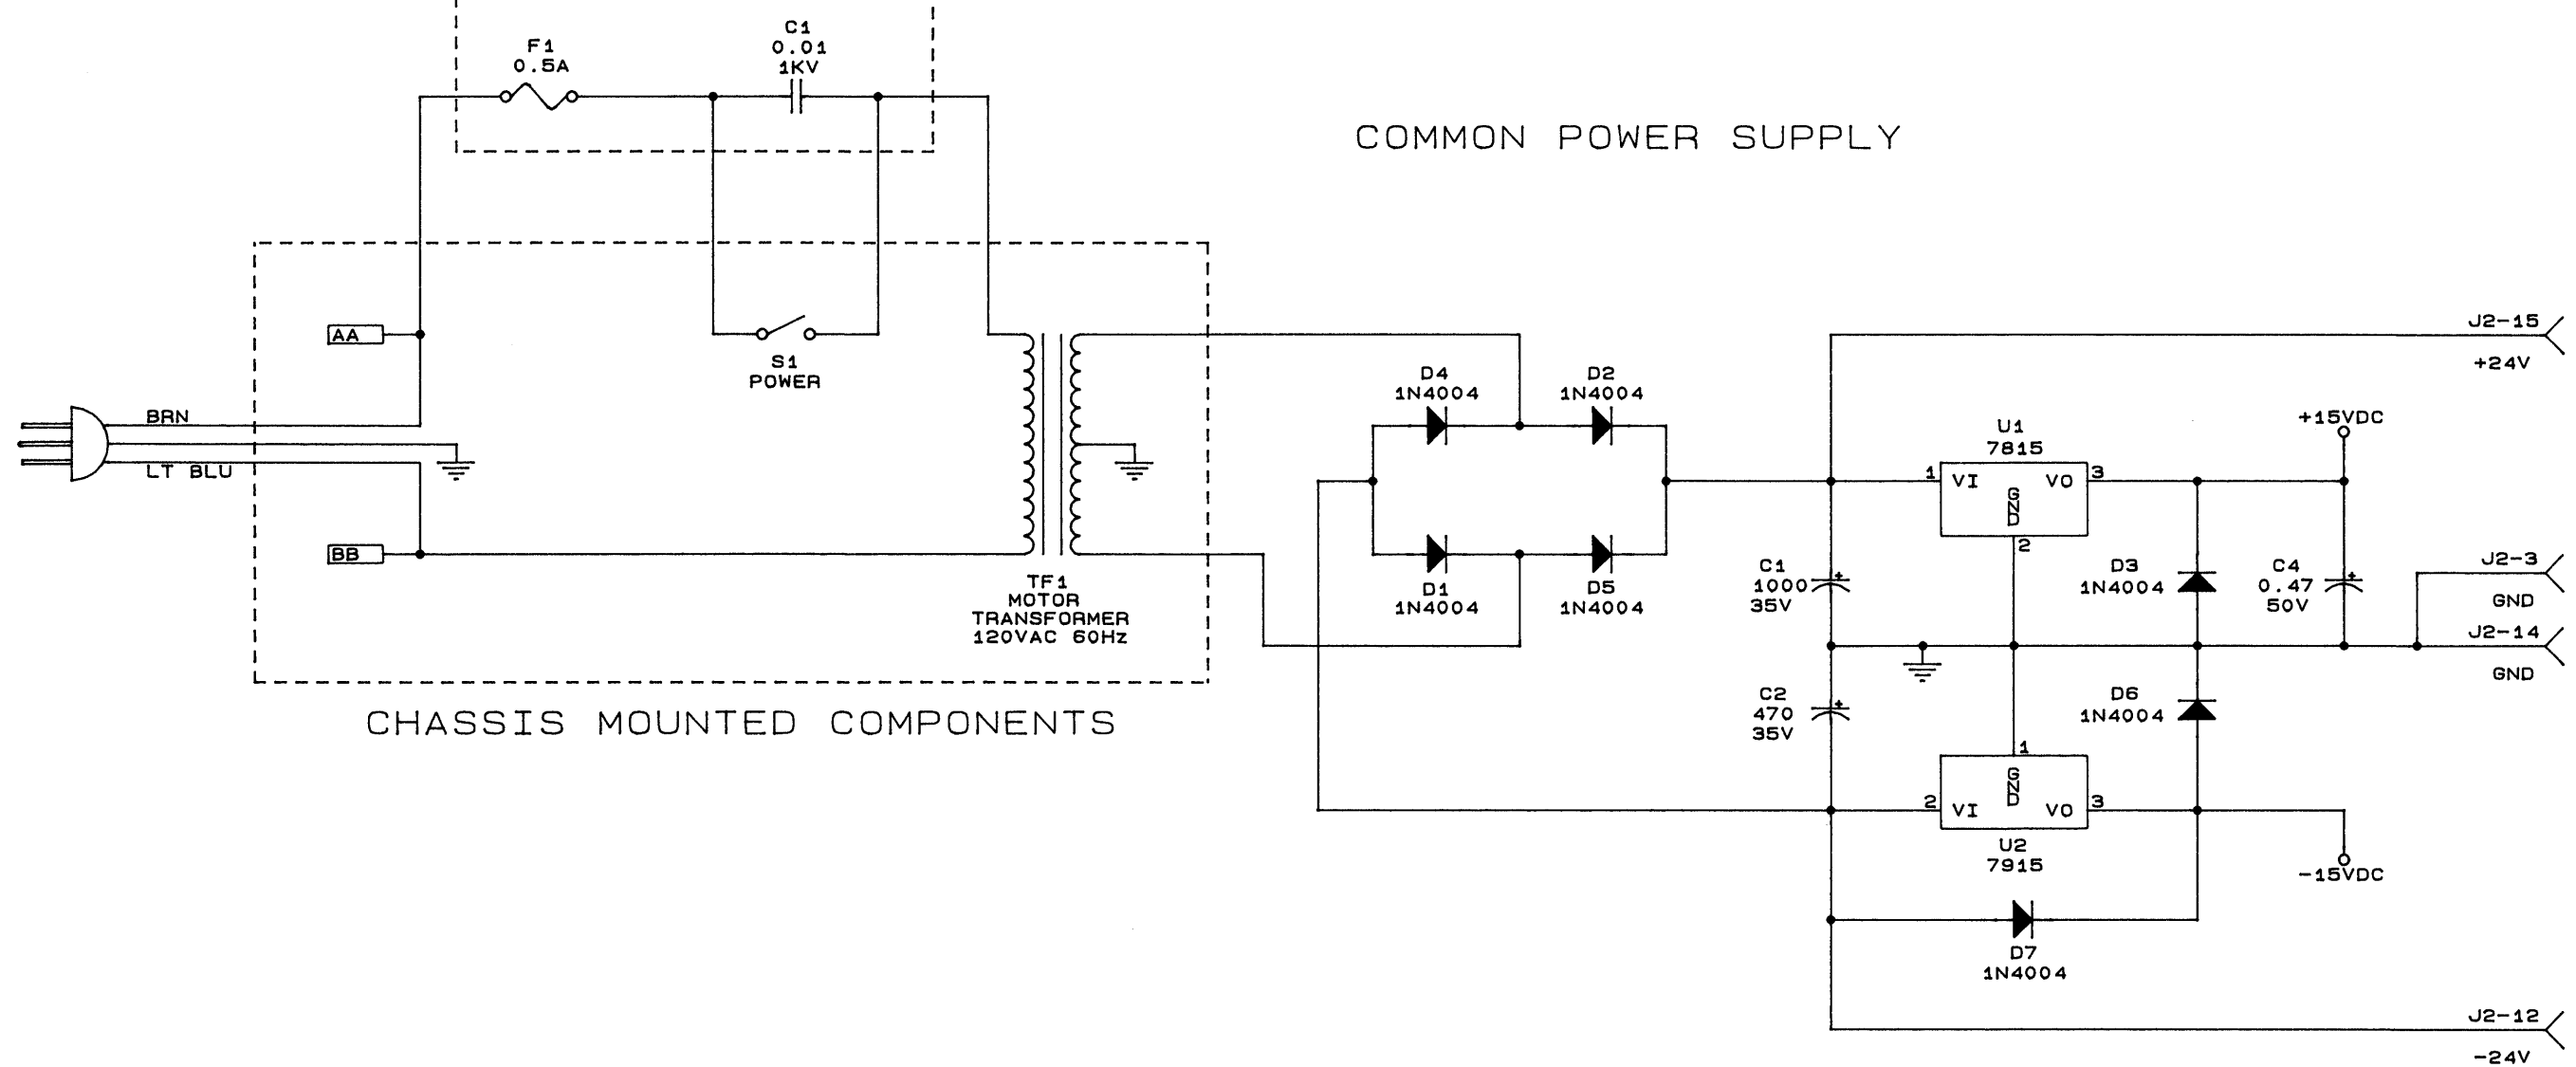 F1
0.5A
C1
0.01
1KV
COMMON POWER SUPPLY
AA
S1
POWER
BRN
LT BLU
BB
TF1
MOTOR
TRANSFORMER
120VAC 60Hz
CHASSIS MOUNTED COMPONENTS
D4
1N4004
D2
1N4004
D1
1N4004
D5
1N4004
J2-15
+24V
+15VDC
U1
7815
1 VI GND VO 3
2
C1
1000
35V
+
D3
1N4004
C4
0.47
50V
+
J2-3
GND
J2-14
GND
C2
470
35V
+
D6
1N4004
1
2 VI GND VO 3
U2
7915
-15VDC
D7
1N4004
J2-12
-24V